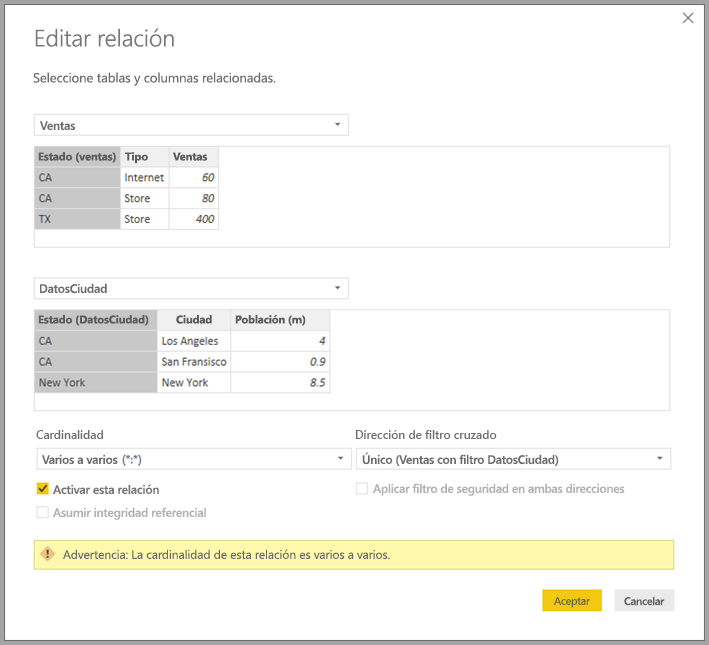 Editar relación
Seleccione tablas y columnas relacionadas.
Ventas
Estado (ventas) Tipo Ventas
CA Internet 60
CA Store 80
TX Store 400
DatosCiudad
Estado (DatosCiudad) Ciudad Población (m)
CA Los Angeles 4
CA San Fransisco 0.9
New York New York 8.5
Cardinalidad Dirección de filtro cruzado
Varios a varios (*:*) Único (Ventas con filtro DatosCiudad)
Activar esta relación Aplicar filtro de seguridad en ambas direcciones
Asumir integridad referencial
Advertencia: La cardinalidad de esta relación es varios a varios.
Aceptar Cancelar